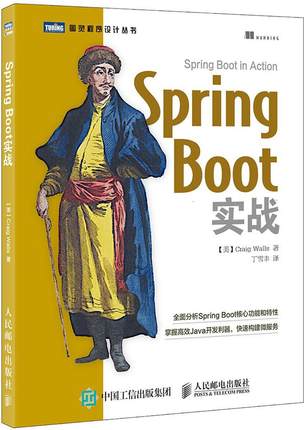 TURING
图灵程序设计丛书
MANNING
Spring Boot in Action
Spring
Boot
实战
【美】Craig Walls 著
丁雪丰 译
全面分析Spring Boot核心功能和特性
掌握高效Java开发利器，快速构建微服务
中国工信出版集团
人民邮电出版社
POSTS & TELECOM PRESS
Spring Boot实战
【美】Craig Walls 著
人民邮电出版社